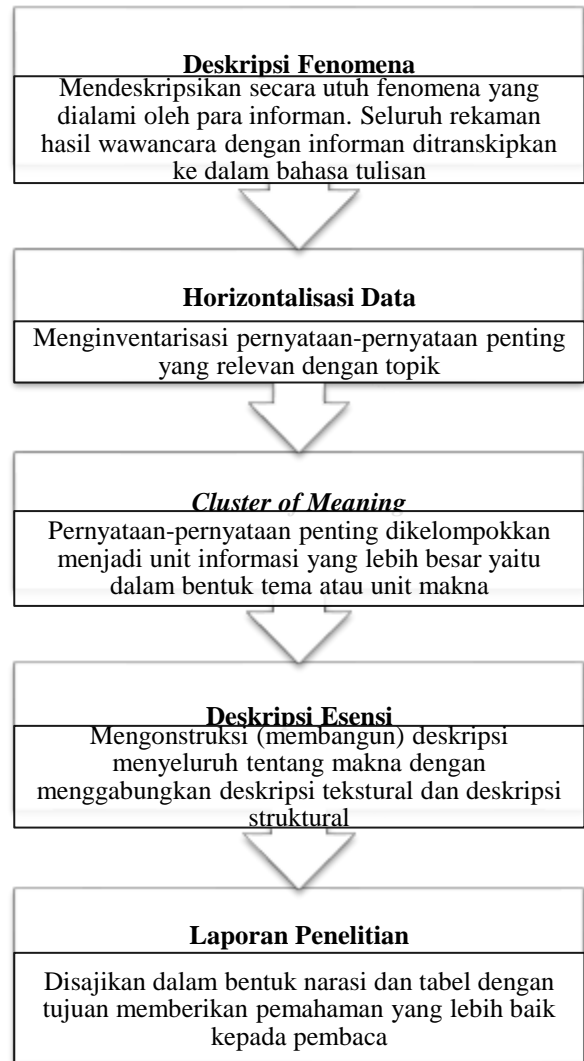 Deskripsi Fenomena
Mendeskripsikan secara utuh fenomena yang
dialami oleh para informan. Seluruh rekaman
hasil wawancara dengan informan ditranskipkan
ke dalam bahasa tulisan
Horizontalisasi Data
Menginventarisasi pernyataan-pernyataan penting
yang relevan dengan topik
Cluster of Meaning
Pernyataan-pernyataan penting dikelompokkan
menjadi unit informasi yang lebih besar yaitu
dalam bentuk tema atau unit makna
Deskripsi Esensi
Mengonstruksi (membangun) deskripsi
menyeluruh tentang makna dengan
menggabungkan deskripsi tekstural dan deskripsi
struktural
Laporan Penelitian
Disajikan dalam bentuk narasi dan tabel dengan
tujuan memberikan pemahaman yang lebih baik
kepada pembaca